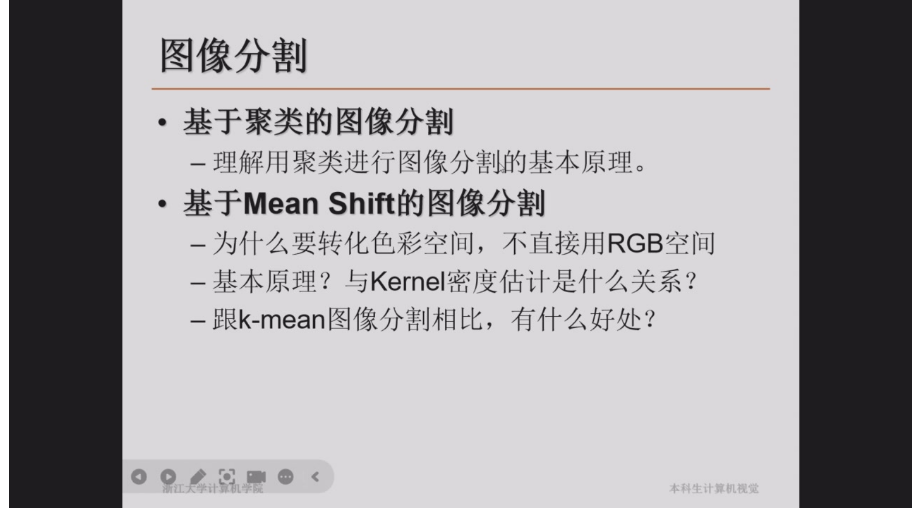 图像分割
• 基于聚类的图像分割
– 理解用聚类进行图像分割的基本原理。
• 基于Mean Shift的图像分割
– 为什么要转化色彩空间，不直接用RGB空间
– 基本原理？与Kernel密度估计是什么关系？
– 跟k-mean图像分割相比，有什么好处？
浙江大学计算机学院
本科生计算机视觉